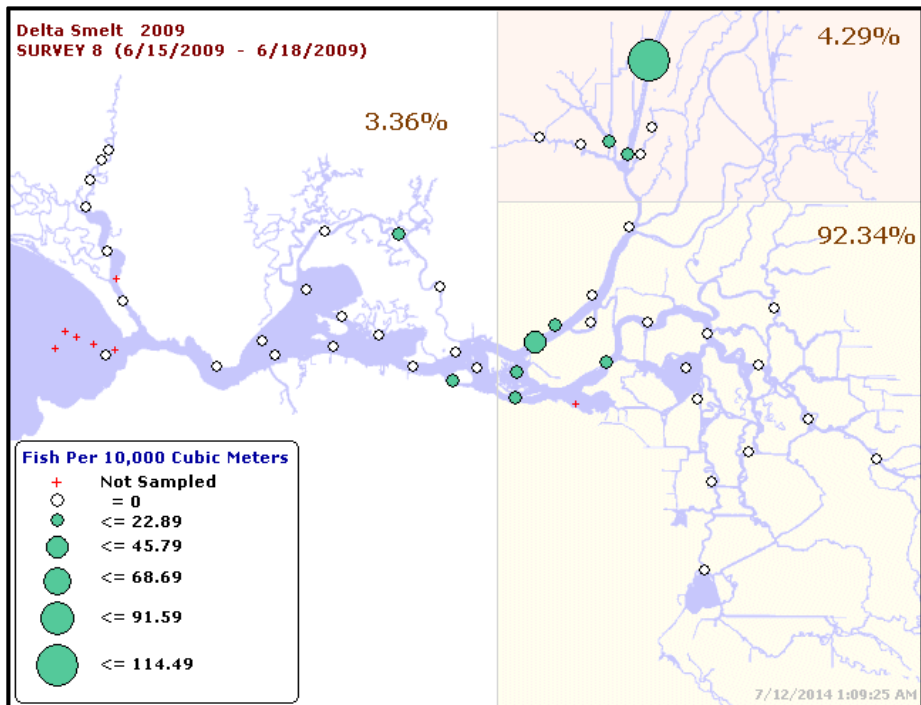 Delta Smelt 2009
SURVEY 8 (6/15/2009 - 6/18/2009)
4.29%
3.36%
92.34%
Fish Per 10,000 Cubic Meters
Not Sampled
= 0
<= 22.89
<= 45.79
<= 68.69
<= 91.59
<= 114.49
7/12/2014 1:09:25 AM